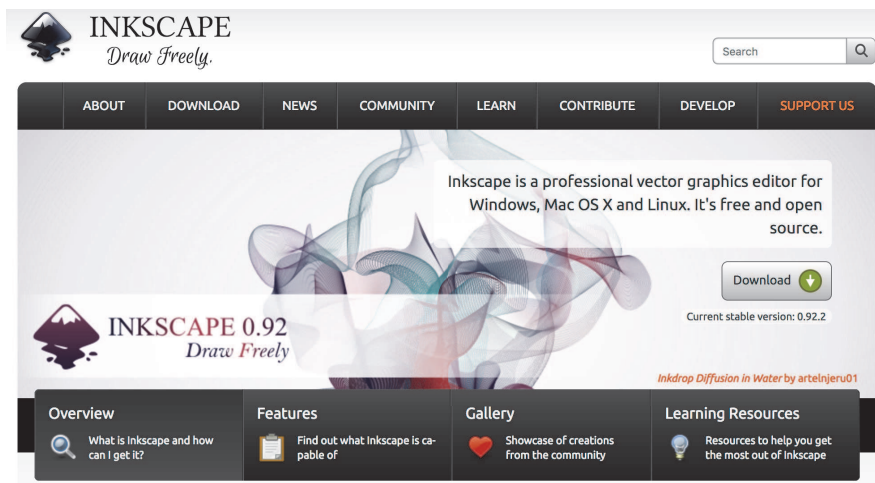 INKSCAPE
Draw Freely.
Search
ABOUT DOWNLOAD NEWS COMMUNITY LEARN CONTRIBUTE DEVELOP SUPPORT US
Inkscape is a professional vector graphics editor for
Windows, Mac OS X and Linux. It's free and open
source.
Download
Current stable version: 0.92.2
INKSCAPE 0.92
Draw Freely
Inkdrop Diffusion in Water by artelnjeru01
Overview
What is Inkscape and how
can I get it?
Features
Find out what Inkscape is ca-
pable of
Gallery
Showcase of creations
from the community
Learning Resources
Resources to help you get
the most out of Inkscape